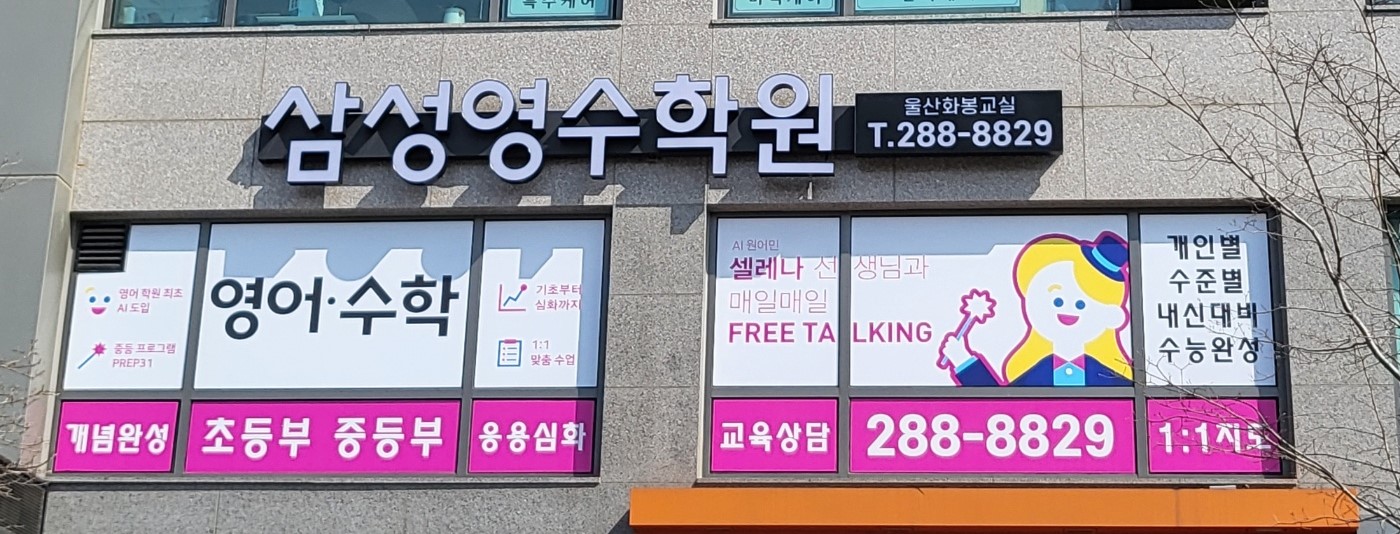 삼성영수학원
울산화봉교실
T.288-8829
영어 학원 최초
AI 도입
중등 프로그램
PREP31
영어·수학
기초부터
심화까지
1:1
맞춤 수업
개념완성
초등부 중등부
응용심화
AI 원어민
셀레나 선생님과
매일매일
FREE TALKING
개인별
수준별
내신대비
수능완성
교육상담
288-8829
1:1지도